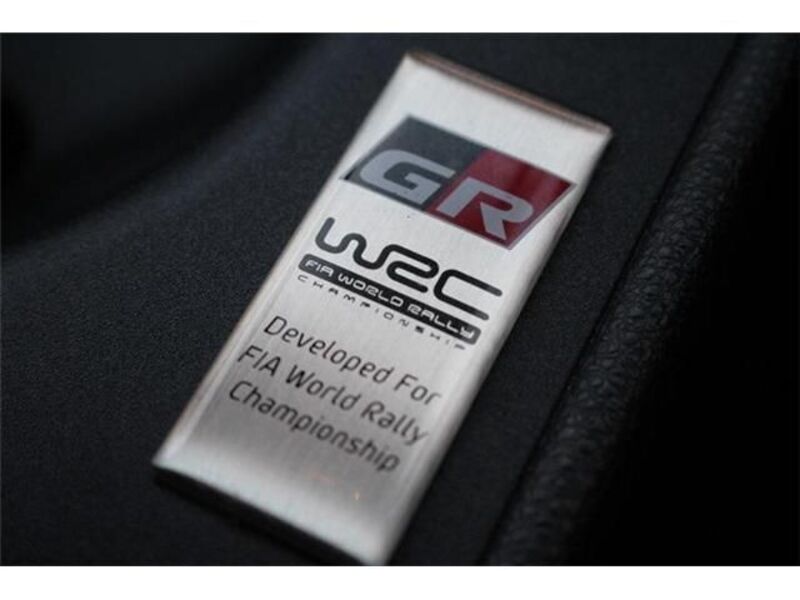 GR
WRC
FIA WORLD RALLY
CHAMPIONSHIP
Developed For
FIA World Rally
Championship